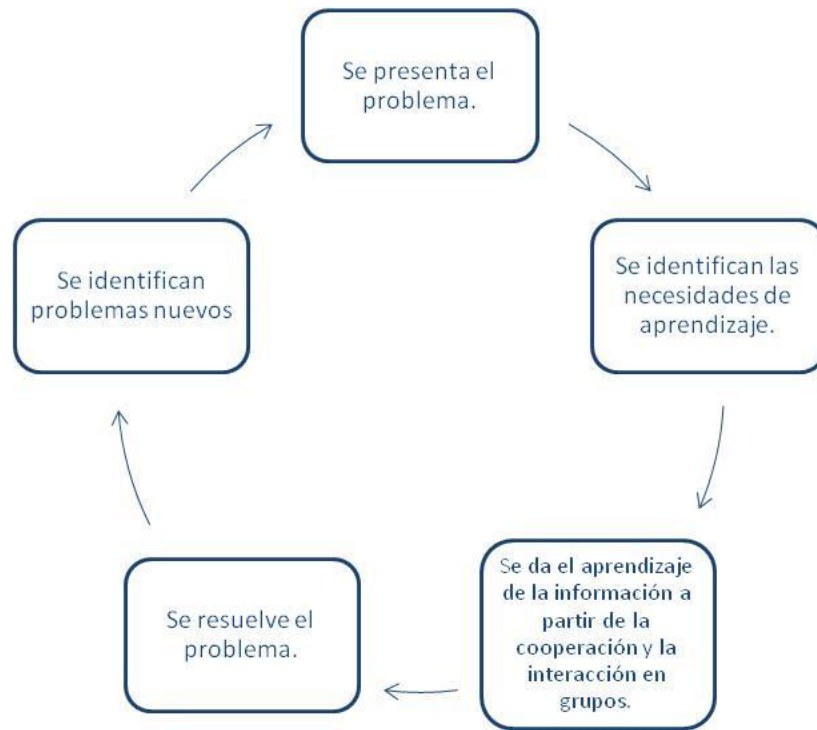 Se presenta el
problema.
Se identifican las
necesidades de
aprendizaje.
Se da el aprendizaje
de la información a
partir de la
cooperación y la
interacción en
grupos.
Se resuelve el
problema.
Se identifican
problemas nuevos